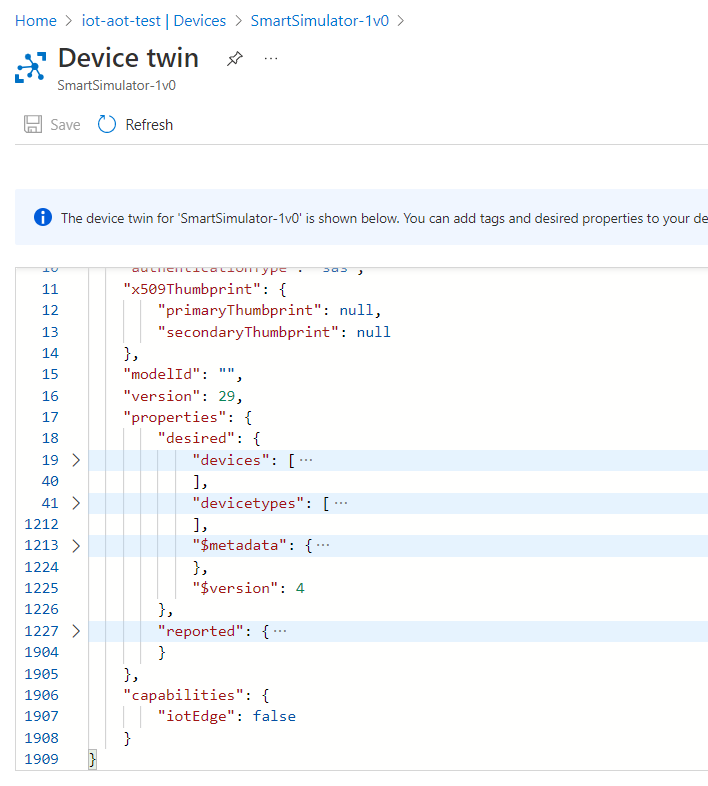 Home > iot-aot-test | Devices > SmartSimulator-1v0 >
Device twin ...
SmartSimulator-1v0
Save Refresh
The device twin for 'SmartSimulator-1v0' is shown below. You can add tags and desired properties to your de
10 "authenticationType": "sas",
11 "x509Thumbprint": {
12 "primaryThumbprint": null,
13 "secondaryThumbprint": null
14 },
15 "modelId": "",
16 "version": 29,
17 "properties": {
18 "desired": {
19 > "devices": [ ...
40 ],
41 > "devicetypes": [ ...
1212 ],
1213 > "$metadata": { ...
1224 },
1225 "$version": 4
1226 },
1227 > "reported": { ...
1904 }
1905 },
1906 "capabilities": {
1907 "iotEdge": false
1908 }
1909 }